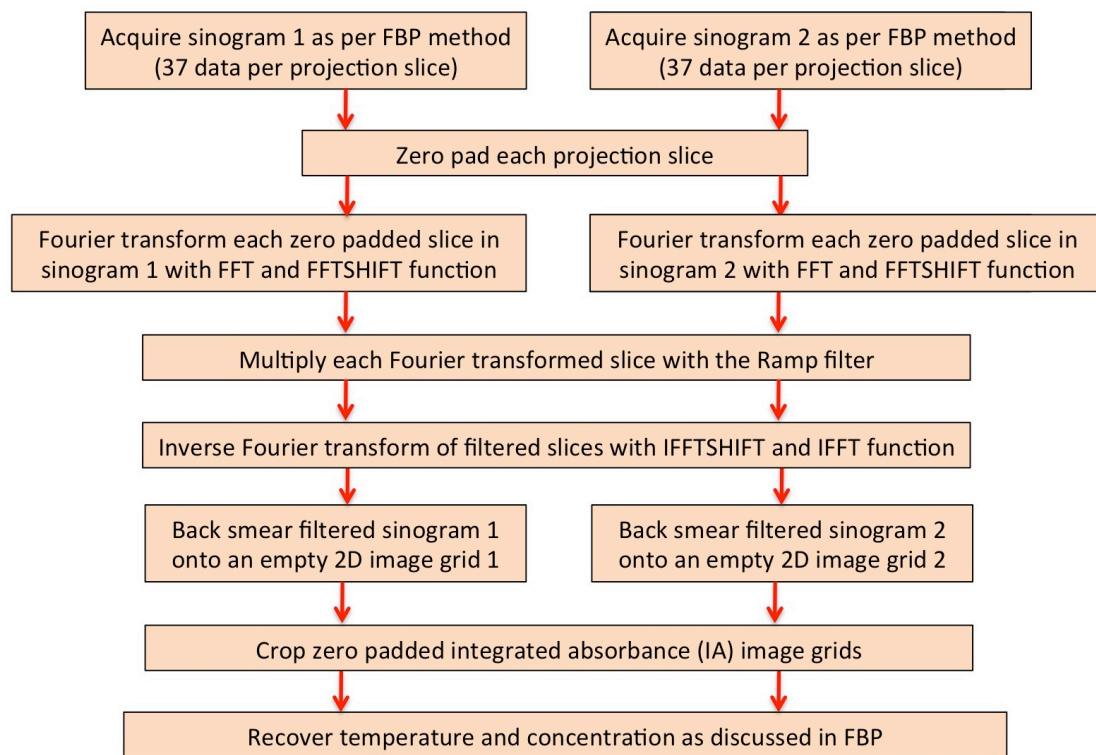 Acquire sinogram 1 as per FBP method
(37 data per projection slice)
Acquire sinogram 2 as per FBP method
(37 data per projection slice)
Zero pad each projection slice
Fourier transform each zero padded slice in
sinogram 1 with FFT and FFTSHIFT function
Fourier transform each zero padded slice in
sinogram 2 with FFT and FFTSHIFT function
Multiply each Fourier transformed slice with the Ramp filter
Inverse Fourier transform of filtered slices with IFFTSHIFT and IFFT function
Back smear filtered sinogram 1
onto an empty 2D image grid 1
Back smear filtered sinogram 2
onto an empty 2D image grid 2
Crop zero padded integrated absorbance (IA) image grids
Recover temperature and concentration as discussed in FBP